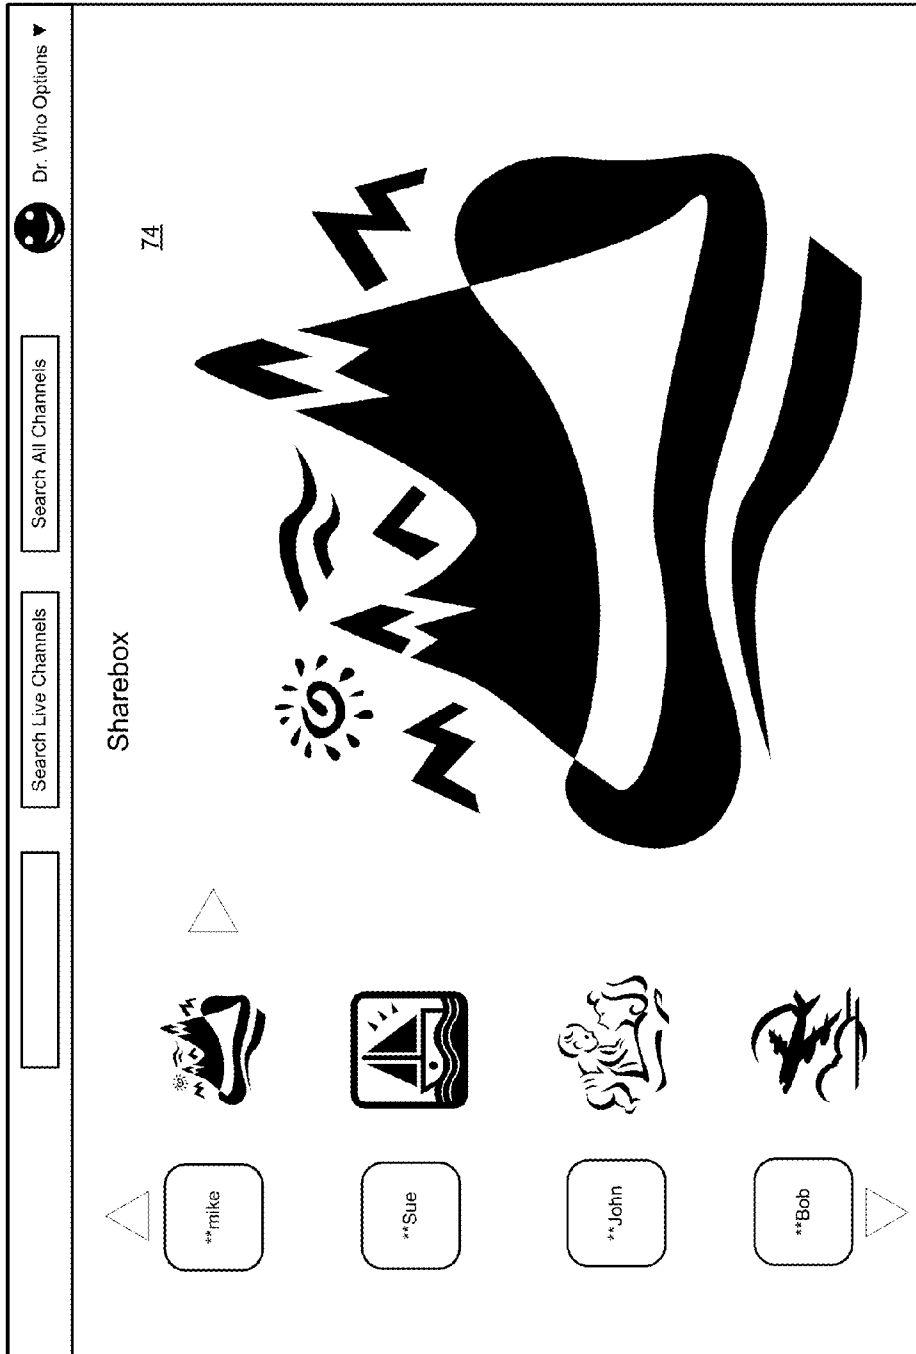 Search Live Channels
Search All Channels
Dr. Who Options ▼
Sharebox
74
**mike
**Sue
**John
**Bob